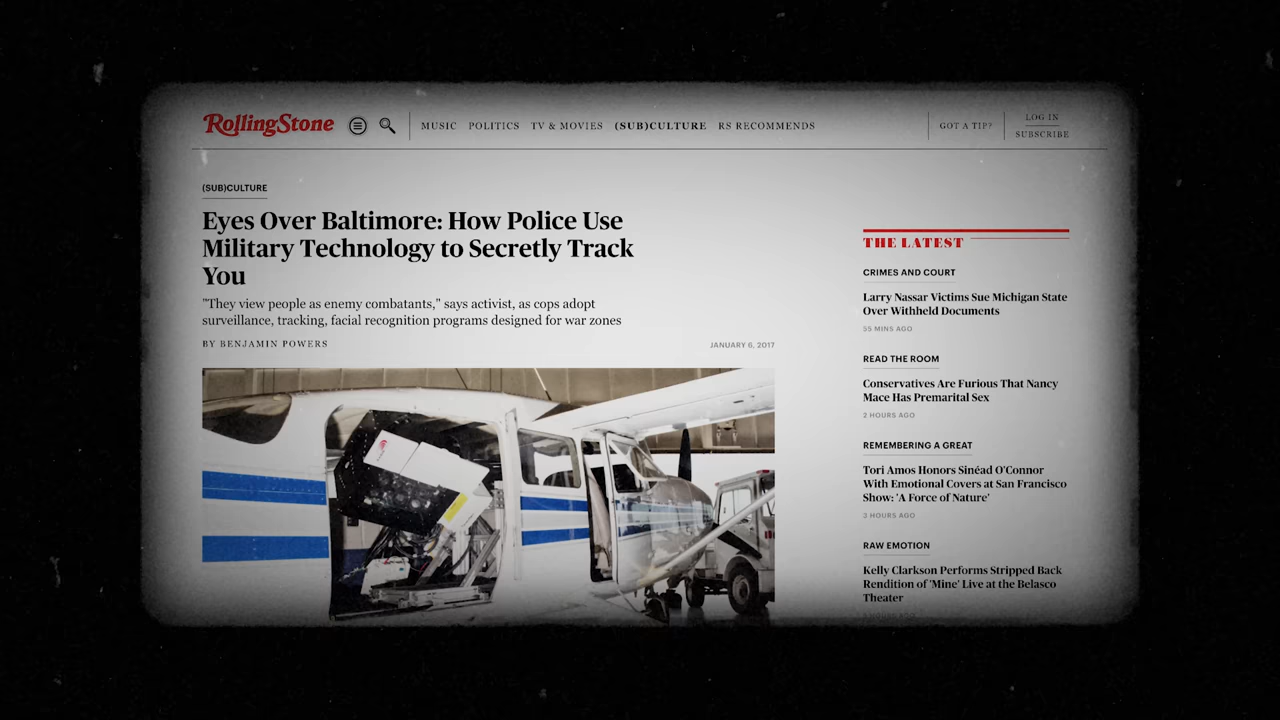 RollingStone
MUSIC POLITICS TV & MOVIES (SUB)CULTURE RS RECOMMENDS
GOT A TIP?
LOG IN
SUBSCRIBE
(SUB)CULTURE
Eyes Over Baltimore: How Police Use
Military Technology to Secretly Track
You
"They view people as enemy combatants," says activist, as cops adopt
surveillance, tracking, facial recognition programs designed for war zones
BY BENJAMIN POWERS
JANUARY 6, 2017
THE LATEST
CRIMES AND COURT
Larry Nassar Victims Sue Michigan State
Over Withheld Documents
55 MINS AGO
READ THE ROOM
Conservatives Are Furious That Nancy
Mace Has Premarital Sex
2 HOURS AGO
REMEMBERING A GREAT
Tori Amos Honors Sinéad O'Connor
With Emotional Covers at San Francisco
Show: 'A Force of Nature'
3 HOURS AGO
RAW EMOTION
Kelly Clarkson Performs Stripped Back
Rendition of 'Mine' Live at the Belasco
Theater